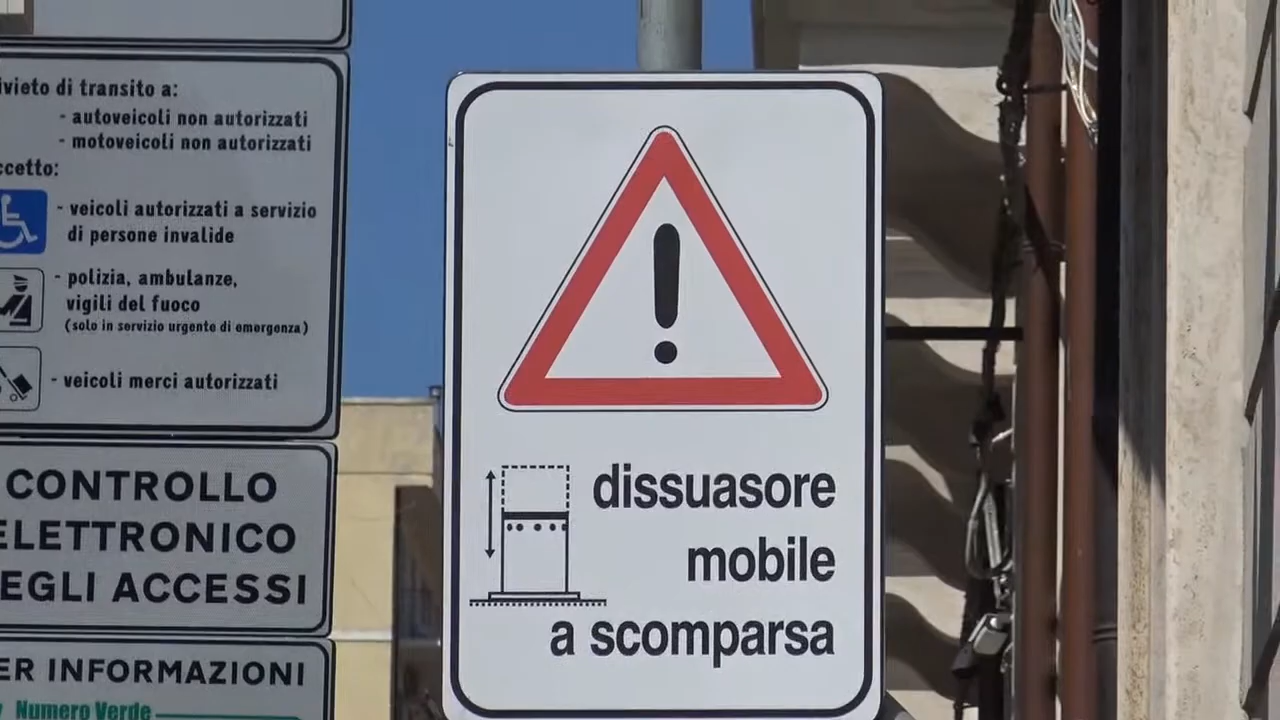 ivieto di transito a:
- autoveicoli non autorizzati
- motoveicoli non autorizzati
ccetto:
- veicoli autorizzati a servizio
di persone invalide
- polizia, ambulanze,
vigili del fuoco
(solo in servizio urgente di emergenza)
- veicoli merci autorizzati
CONTROLLO
ELETTRONICO
EGLI ACCESSI
ER INFORMAZIONI
Numero Verde
!
dissuasore
mobile
a scomparsa